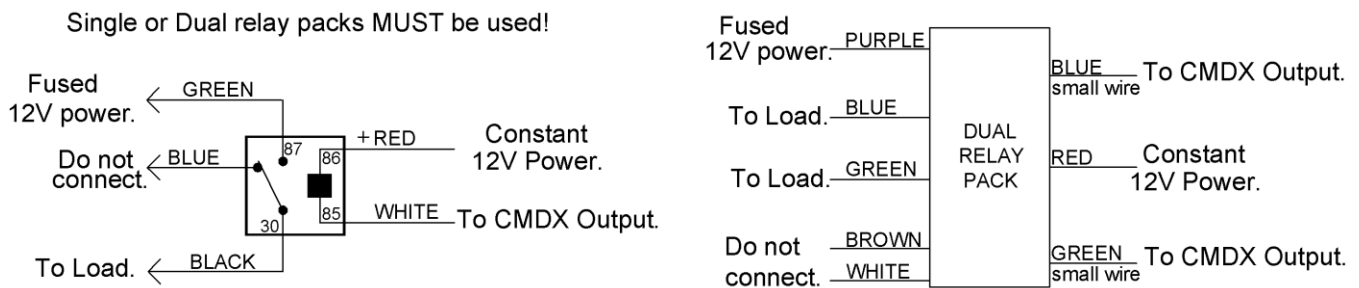 Single or Dual relay packs MUST be used!
Fused
12V power.
GREEN
Do not
connect.
BLUE
87
86
+RED
Constant
12V Power.
85
WHITE
To CMDX Output.
30
To Load.
BLACK
Fused
12V power.
PURPLE
To Load.
BLUE
To Load.
GREEN
Do not
connect.
BROWN
WHITE
DUAL
RELAY
PACK
BLUE
small wire
To CMDX Output.
RED
Constant
12V Power.
GREEN
small wire
To CMDX Output.